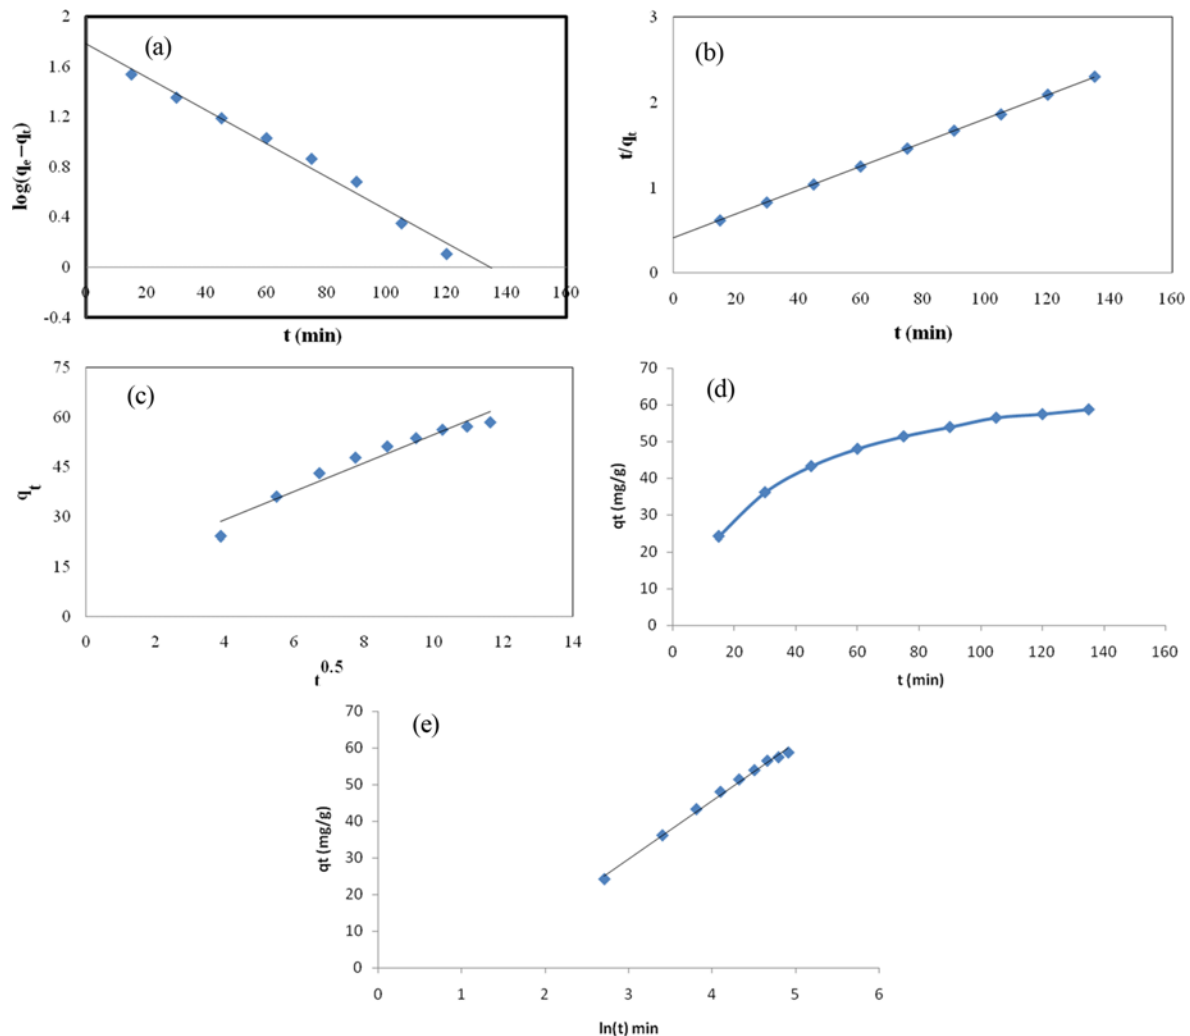 (a)
2
1.6
1.2
0.8
0.4
0
-0.4
log(qe−qt)
0 20 40 60 80 100 120 140 160
t (min)
(b)
3
2
1
0
t/qt
0 20 40 60 80 100 120 140 160
t (min)
(c)
75
60
45
30
15
0
qt
0 2 4 6 8 10 12 14
t0.5
(d)
70
60
50
40
30
20
10
0
qt (mg/g)
0 20 40 60 80 100 120 140 160
t (min)
(e)
70
60
50
40
30
20
10
0
qt (mg/g)
0 1 2 3 4 5 6
ln(t) min